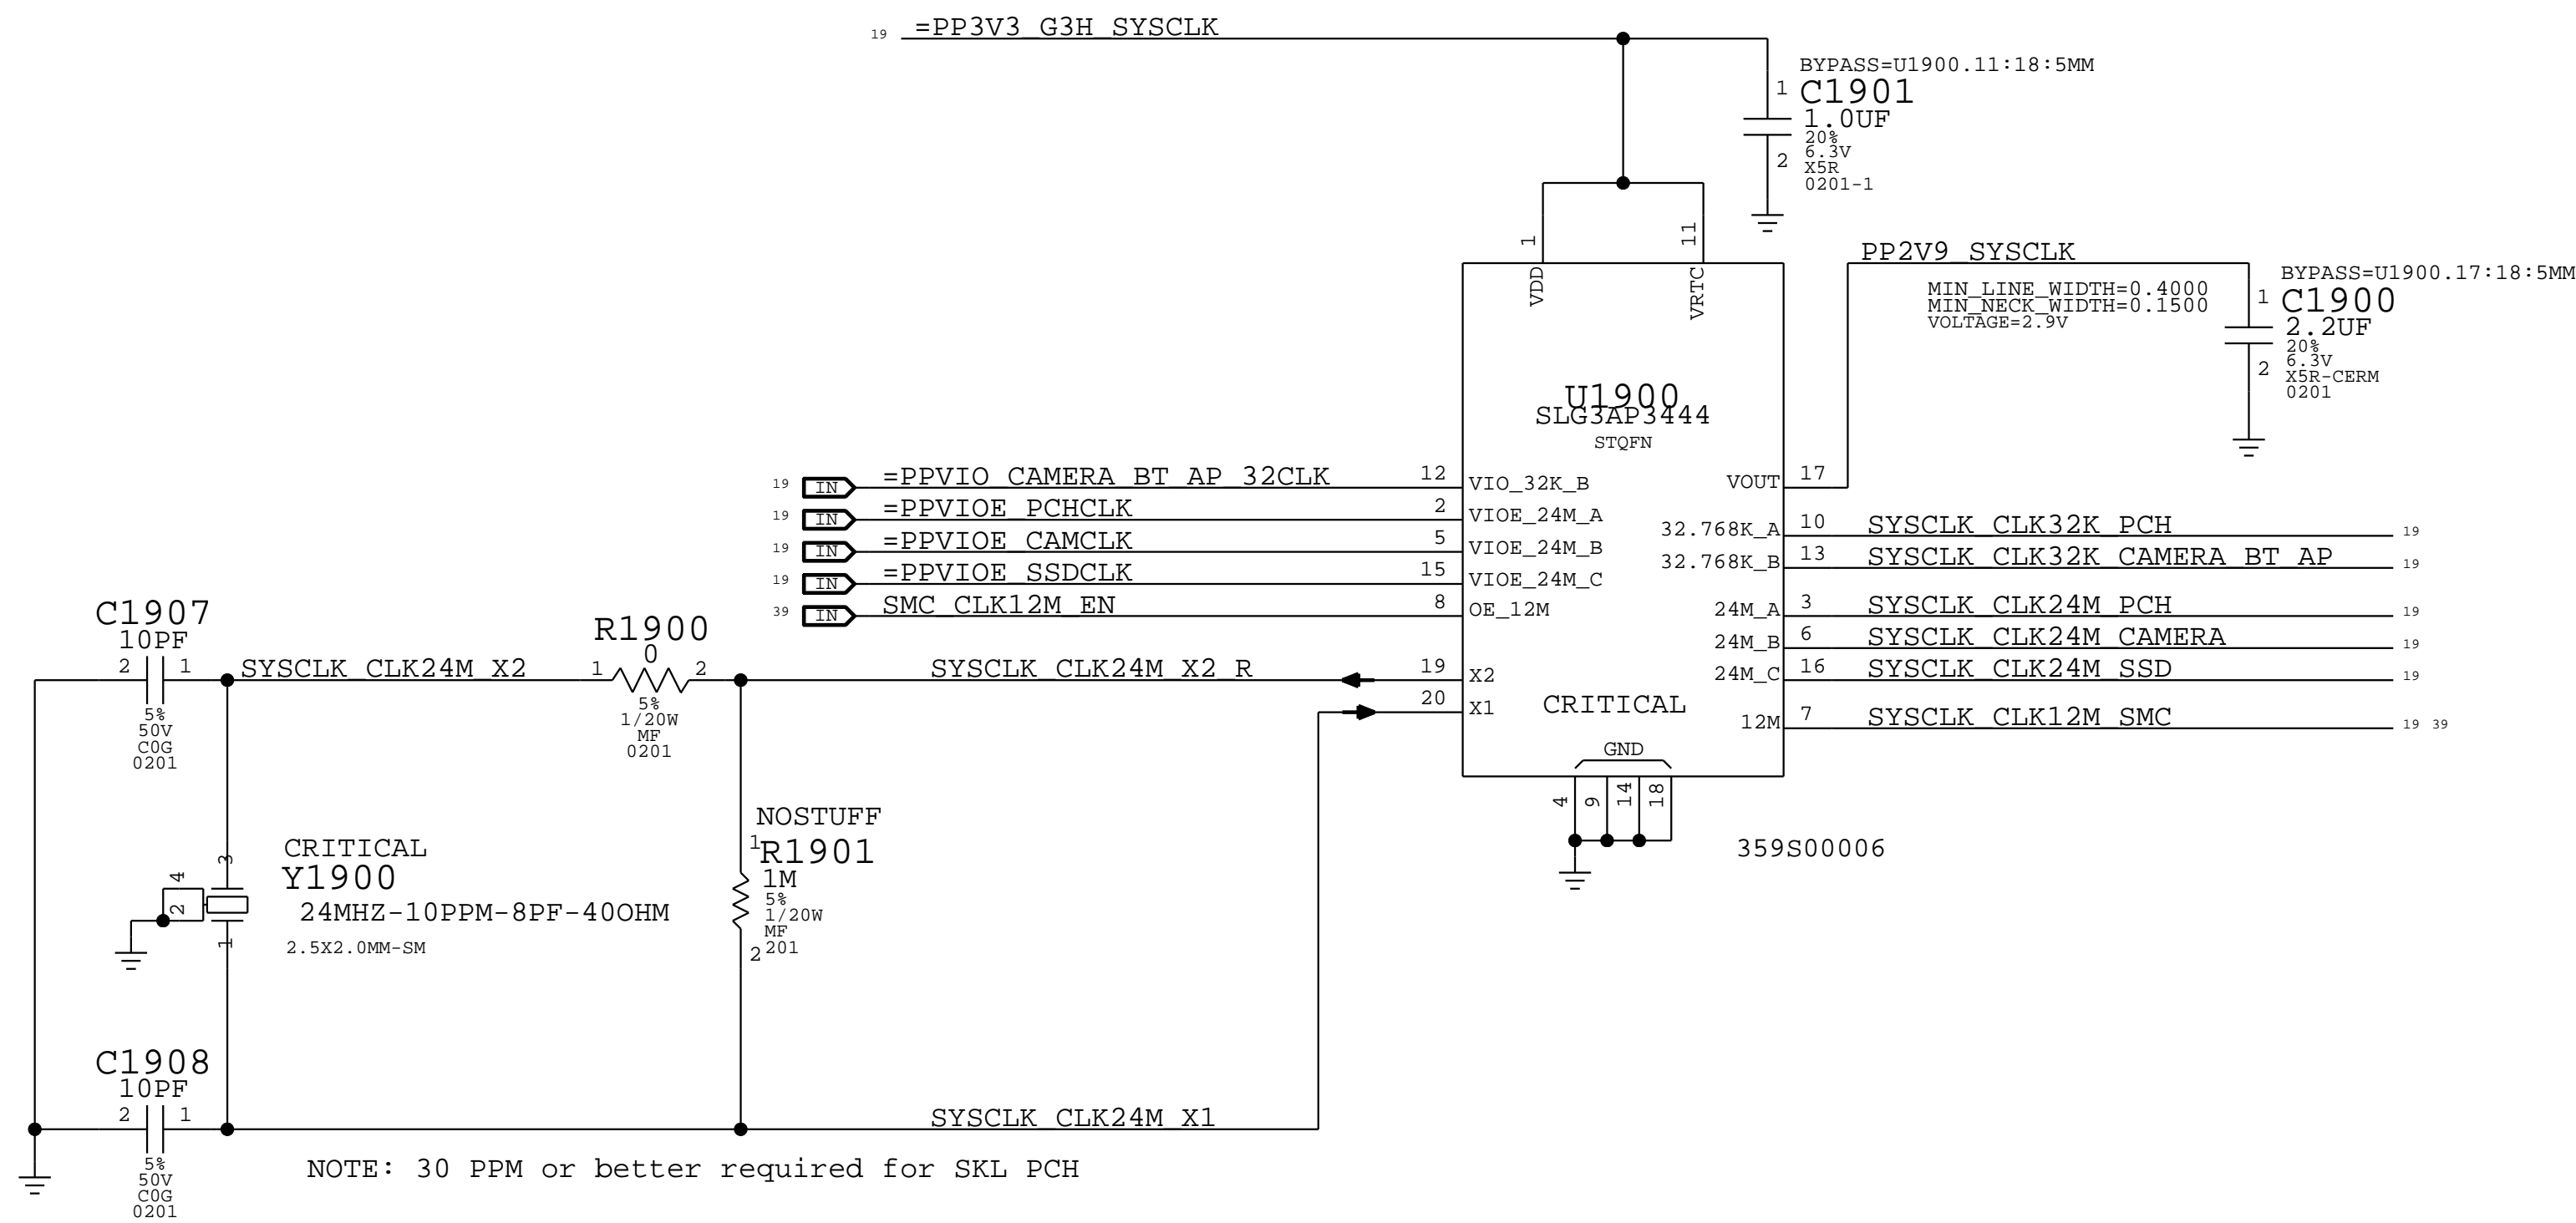 19 =PP3V3_G3H_SYSCLK
BYPASS=U1900.11:18:5MM
1 C1901
1.0UF
20%
6.3V
2 X5R
0201-1
1 11
VDD VRTC
PP2V9_SYSCLK
MIN_LINE_WIDTH=0.4000
MIN_NECK_WIDTH=0.1500
VOLTAGE=2.9V
BYPASS=U1900.17:18:5MM
1 C1900
2.2UF
20%
6.3V
2 X5R-CERM
0201
U1900
SLG3AP3444
STQFN
19 IN =PPVIO_CAMERA_BT_AP_32CLK 12 VIO_32K_B
19 IN =PPVIOE_PCHCLK 2 VIOE_24M_A
19 IN =PPVIOE_CAMCLK 5 VIOE_24M_B
19 IN =PPVIOE_SSDCLK 15 VIOE_24M_C
39 IN SMC_CLK12M_EN 8 OE_12M
VOUT 17
32.768K_A 10 SYSCLK_CLK32K_PCH 19
32.768K_B 13 SYSCLK_CLK32K_CAMERA_BT_AP 19
24M_A 3 SYSCLK_CLK24M_PCH 19
24M_B 6 SYSCLK_CLK24M_CAMERA 19
24M_C 16 SYSCLK_CLK24M_SSD 19
12M 7 SYSCLK_CLK12M_SMC 19 39
C1907
10PF
2 1
5%
50V
C0G
0201
SYSCLK_CLK24M_X2
R1900
0
1 2
5%
1/20W
MF
0201
SYSCLK_CLK24M_X2_R 19 X2
20 X1
CRITICAL
GND
4 9 14 18
359S00006
NOSTUFF
1 R1901
1M
5%
1/20W
MF
2 201
CRITICAL
Y1900
24MHZ-10PPM-8PF-40OHM
2.5X2.0MM-SM
3
4
2
1
C1908
10PF
2 1
5%
50V
C0G
0201
SYSCLK_CLK24M_X1
NOTE: 30 PPM or better required for SKL PCH